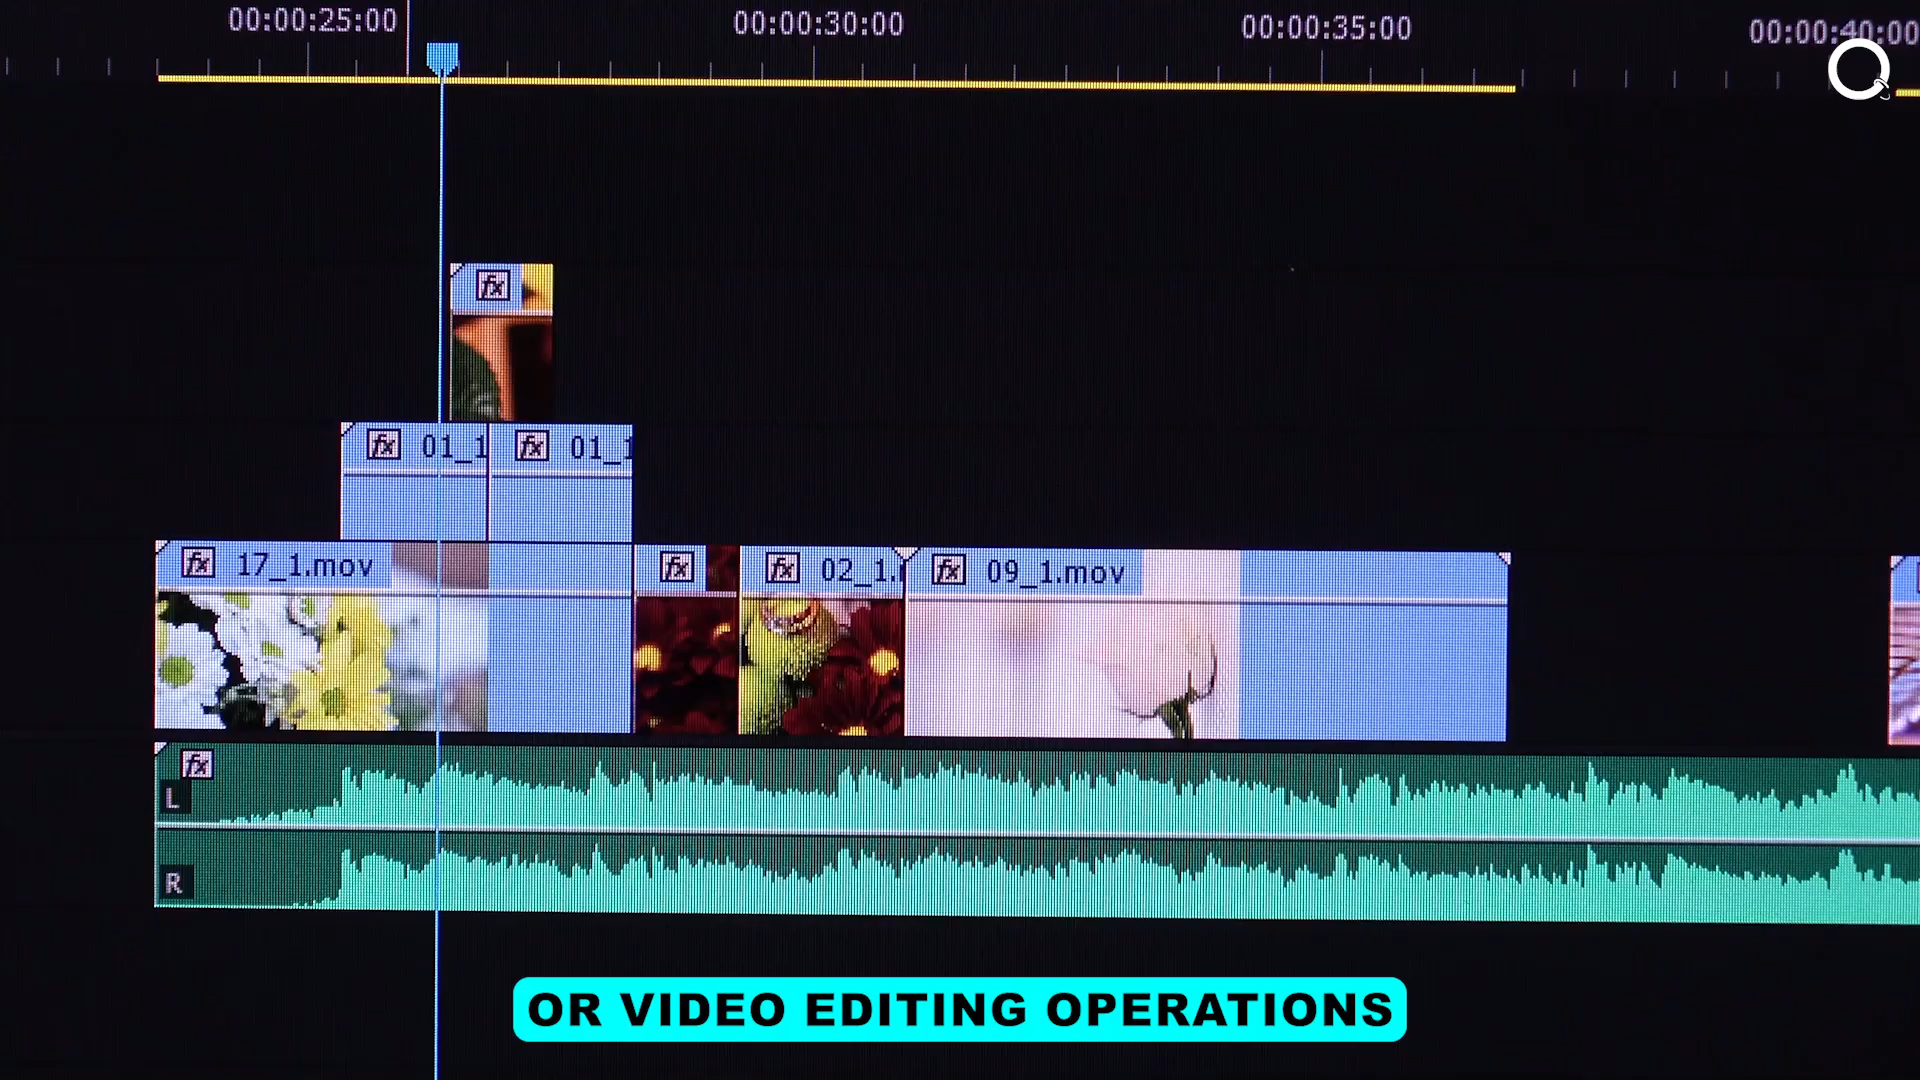 00:00:25:00 00:00:30:00 00:00:35:00 00:00:40:00
fx
fx 01_1 fx 01_1
fx 17_1.mov fx fx 02_1. fx 09_1.mov
fx
L
R
OR VIDEO EDITING OPERATIONS